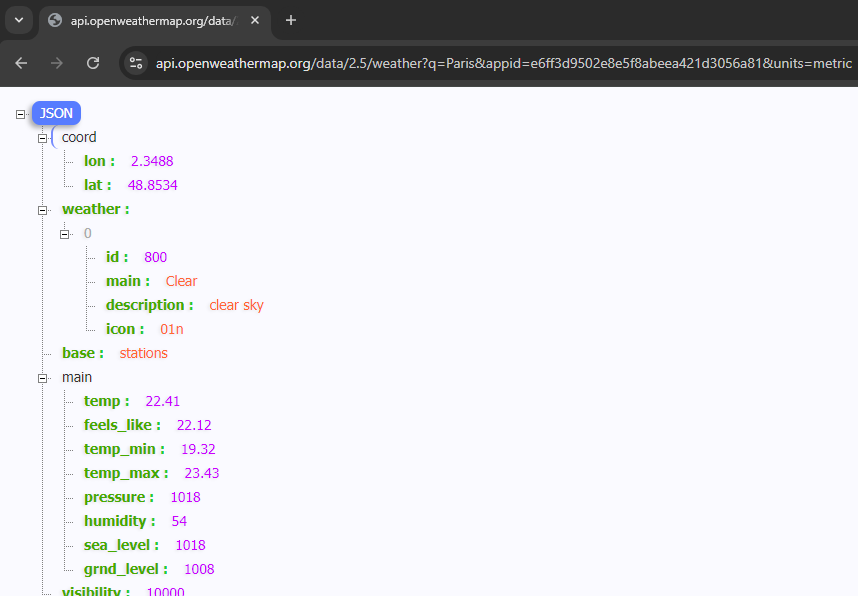 api.openweathermap.org/data/
api.openweathermap.org/data/2.5/weather?q=Paris&appid=e6ff3d9502e8e5f8abeea421d3056a81&units=metric
JSON
coord
lon : 2.3488
lat : 48.8534
weather :
0
id : 800
main : Clear
description : clear sky
icon : 01n
base : stations
main
temp : 22.41
feels_like : 22.12
temp_min : 19.32
temp_max : 23.43
pressure : 1018
humidity : 54
sea_level : 1018
grnd_level : 1008
visibility : 10000